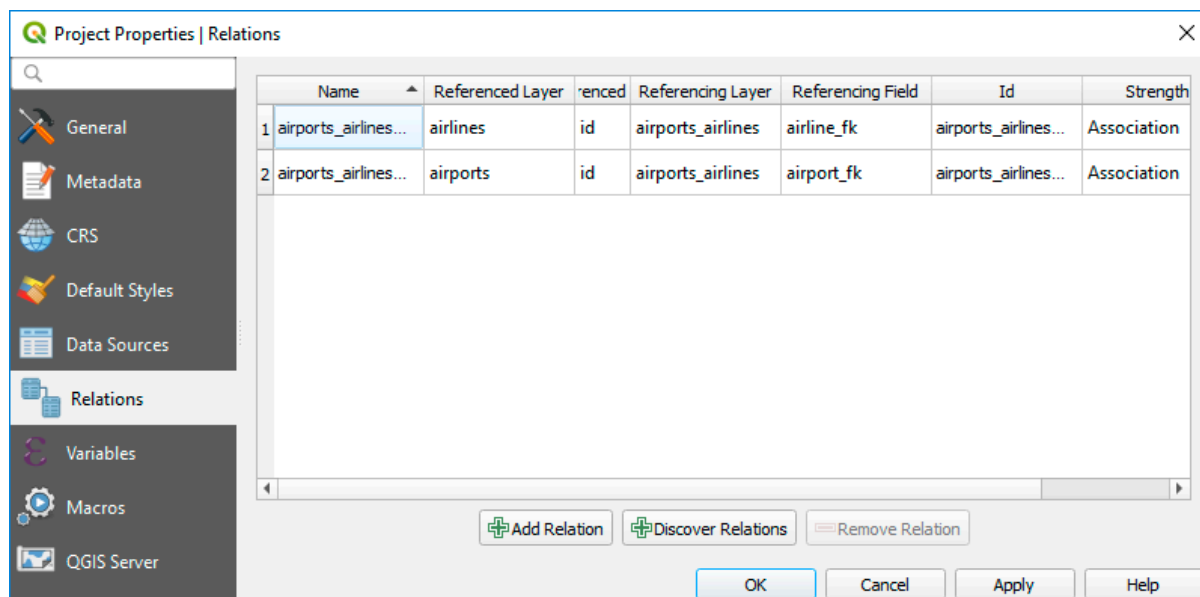 Project Properties | Relations
General
Metadata
CRS
Default Styles
Data Sources
Relations
Variables
Macros
QGIS Server
Name Referenced Layer renced Referencing Layer Referencing Field Id Strength
1 airports_airlines... airlines id airports_airlines airline_fk airports_airlines... Association
2 airports_airlines... airports id airports_airlines airport_fk airports_airlines... Association
Add Relation Discover Relations Remove Relation
OK Cancel Apply Help